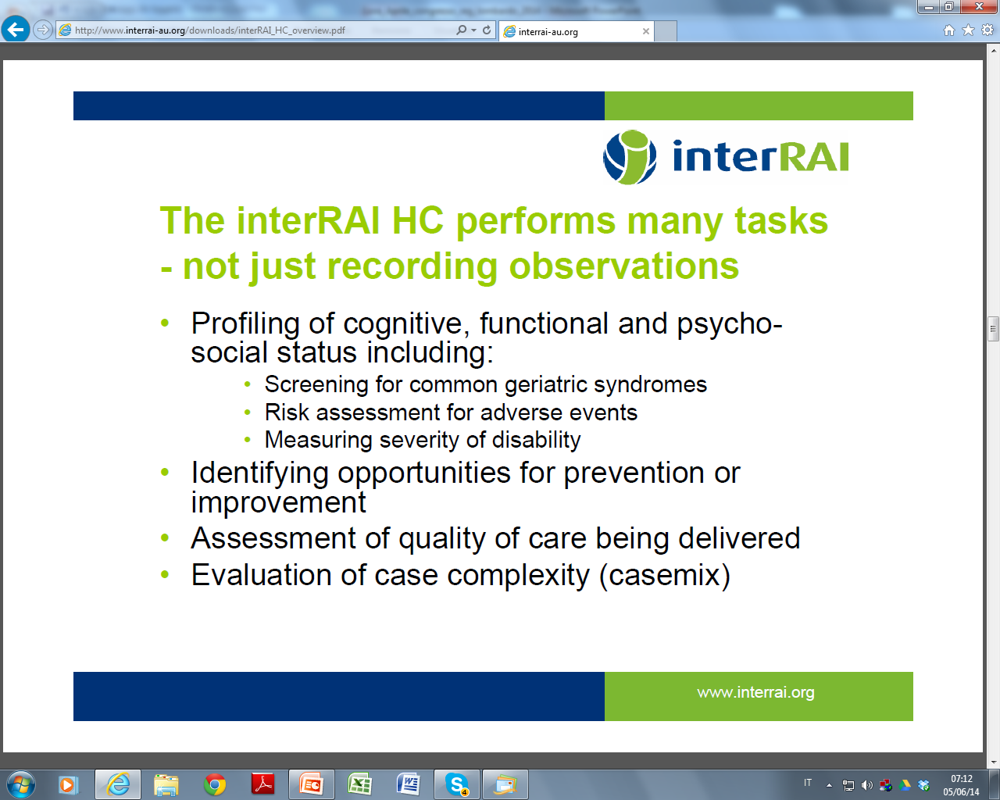 http://www.interrai-au.org/downloads/interRAI_HC_overview.pdf
interrai-au.org
interRAI
The interRAI HC performs many tasks
- not just recording observations
• Profiling of cognitive, functional and psycho-
social status including:
• Screening for common geriatric syndromes
• Risk assessment for adverse events
• Measuring severity of disability
• Identifying opportunities for prevention or
improvement
• Assessment of quality of care being delivered
• Evaluation of case complexity (casemix)
www.interrai.org
IT
07:12
05/06/14
4